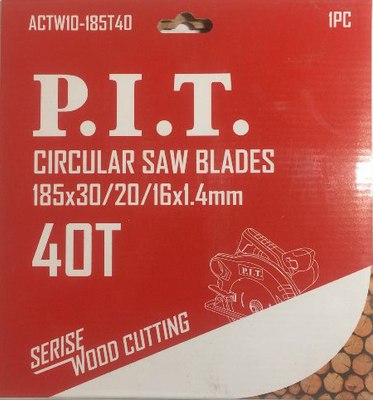 ACTW10-185T40 1PC
P.I.T.
CIRCULAR SAW BLADES
185x30/20/16x1.4mm
40T
P.I.T.
SERISE
WOOD CUTTING